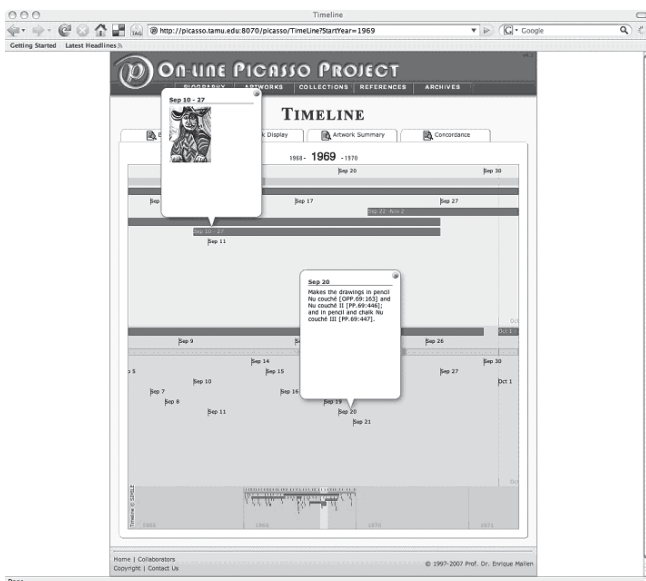 Timeline
http://picasso.tamu.edu:8070/picasso/TimeLine?StartYear=1969
G - Google
Getting Started Latest Headlines
ON-LINE PICASSO PROJECT
BIOGRAPHY ARTWORKS COLLECTIONS REFERENCES ARCHIVES
TIMELINE
k Display Artwork Summary Concordance
1968 - 1969 - 1970
Sep 10 - 27
Sep 20 Sep 30
Sep 17 Sep 27
Sep 22
Sep 10 - 27
Sep 11
Sep 20
Makes the drawings in pencil
Nu couché [OPP.69:163] and
Nu couché II [PP.69:446];
and in pencil and chalk Nu
couché III [PP.69:447].
Oct 1
Sep 9 Sep 26
Sep 14 Sep 30
Sep 15 Sep 27
Sep 10 Oct 1
Sep 7 Sep 16
Sep 8 Sep 19
Sep 11 Sep 20
Sep 21
Timeline © SIMILE
1969 1970 1971
Home | Collaborators
Copyright | Contact Us
© 1997-2007 Prof. Dr. Enrique Mallen